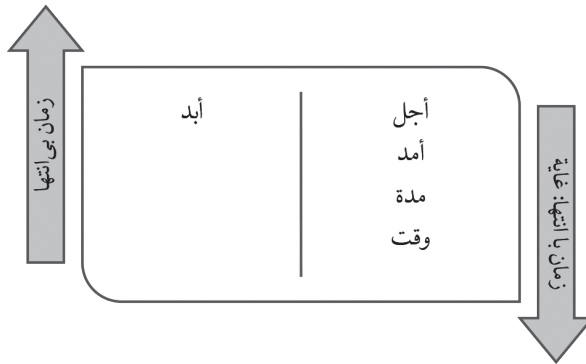 زمان با انتها: غایة
أجل
أمد
مدة
وقت
أبد
زمان بی‌انتها